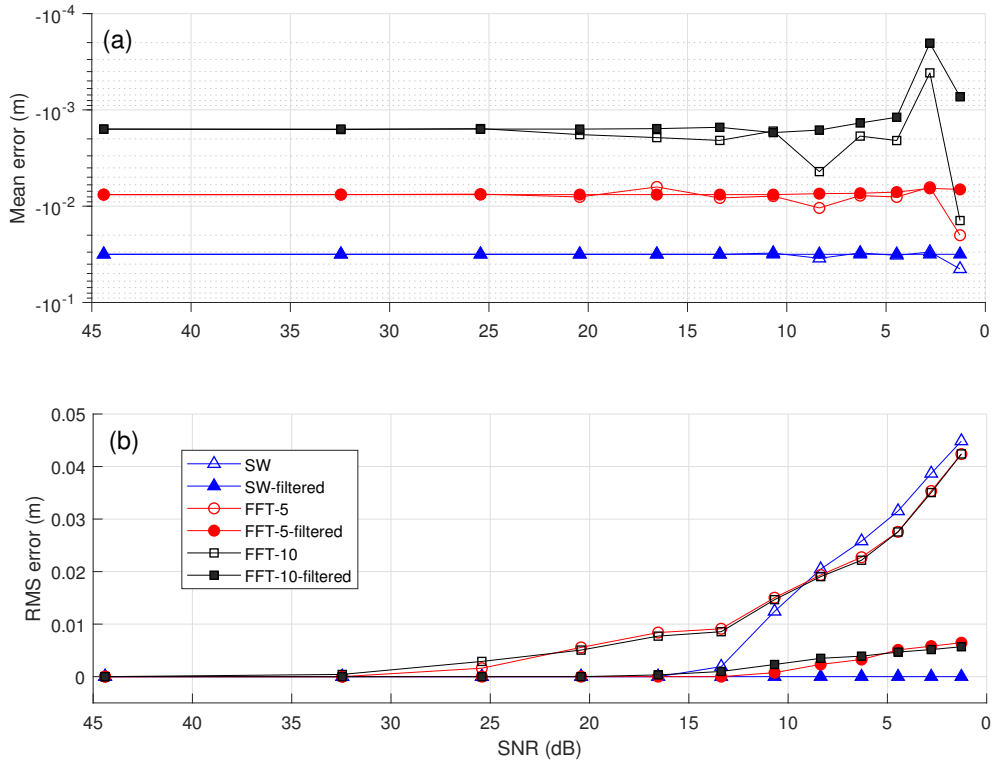 (a)
Mean error (m)
-10-4
-10-3
-10-2
-10-1
45 40 35 30 25 20 15 10 5 0
(b)
RMS error (m)
0.05
0.04
0.03
0.02
0.01
0
SW
SW-filtered
FFT-5
FFT-5-filtered
FFT-10
FFT-10-filtered
45 40 35 30 25 20 15 10 5 0
SNR (dB)